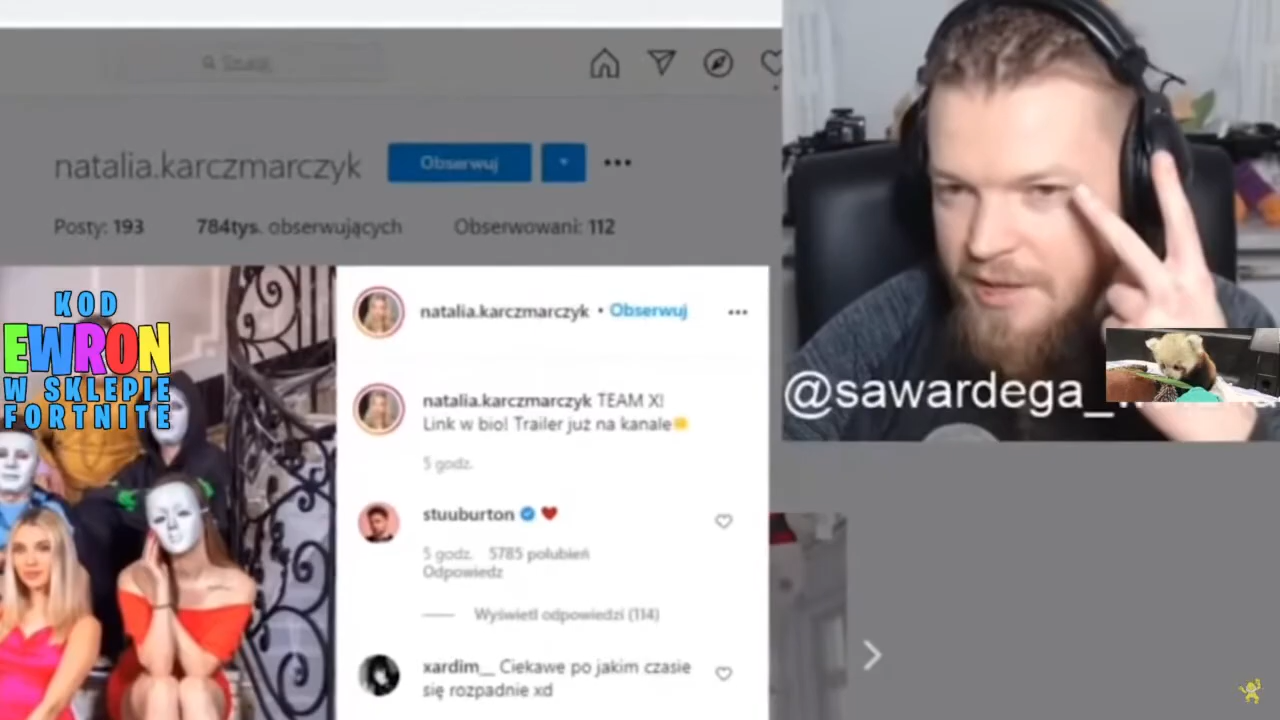 Szukaj
natalia.karczmarczyk
Obserwuj
Posty: 193
784tys. obserwujących
Obserwowani: 112
KOD
EWRON
W SKLEPIE
FORTNITE
natalia.karczmarczyk • Obserwuj
natalia.karczmarczyk TEAM X!
Link w bio! Trailer już na kanale
5 godz.
stuuburton
5 godz. 5785 polubień
Odpowiedz
Wyświetl odpowiedzi (114)
xardim__ Ciekawe po jakim czasie
się rozpadnie xd
@sawardega_